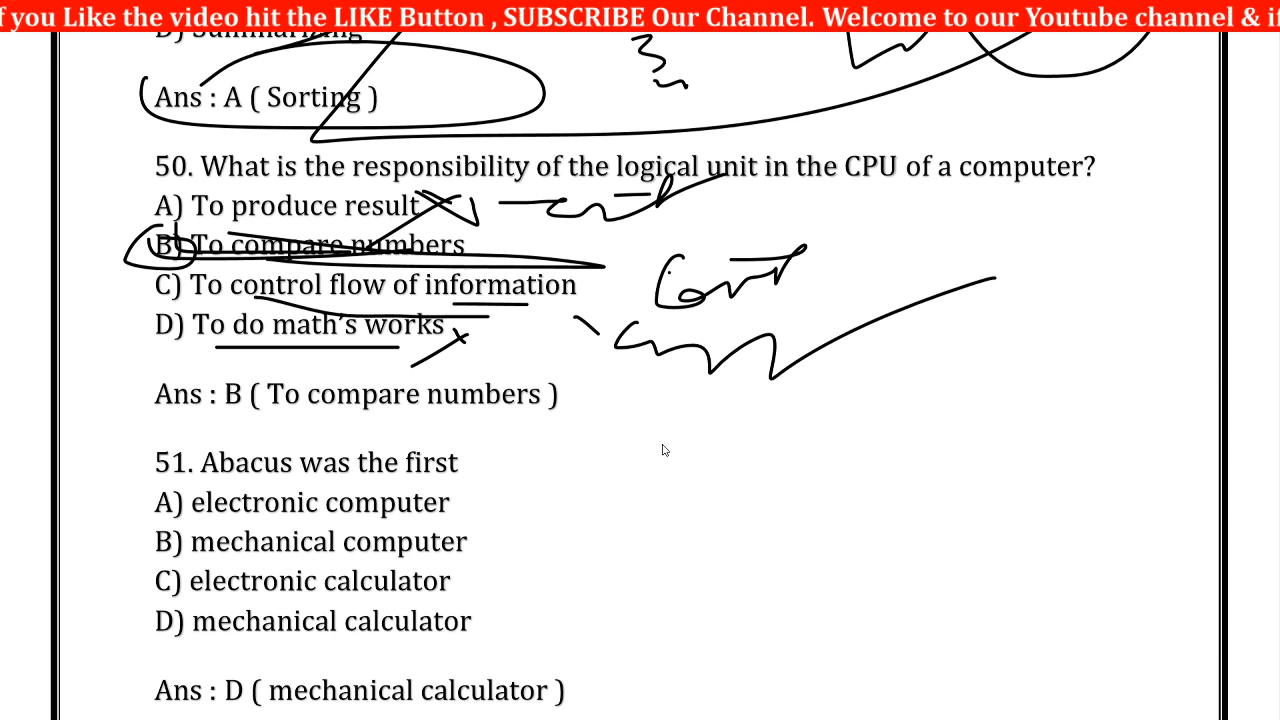 f you Like the video hit the LIKE Button , SUBSCRIBE Our Channel. Welcome to our Youtube channel & i
D) Summarizing
Ans : A ( Sorting )
50. What is the responsibility of the logical unit in the CPU of a computer?
A) To produce result
B) To compare numbers
C) To control flow of information
D) To do math's works
Ans : B ( To compare numbers )
51. Abacus was the first
A) electronic computer
B) mechanical computer
C) electronic calculator
D) mechanical calculator
Ans : D ( mechanical calculator )